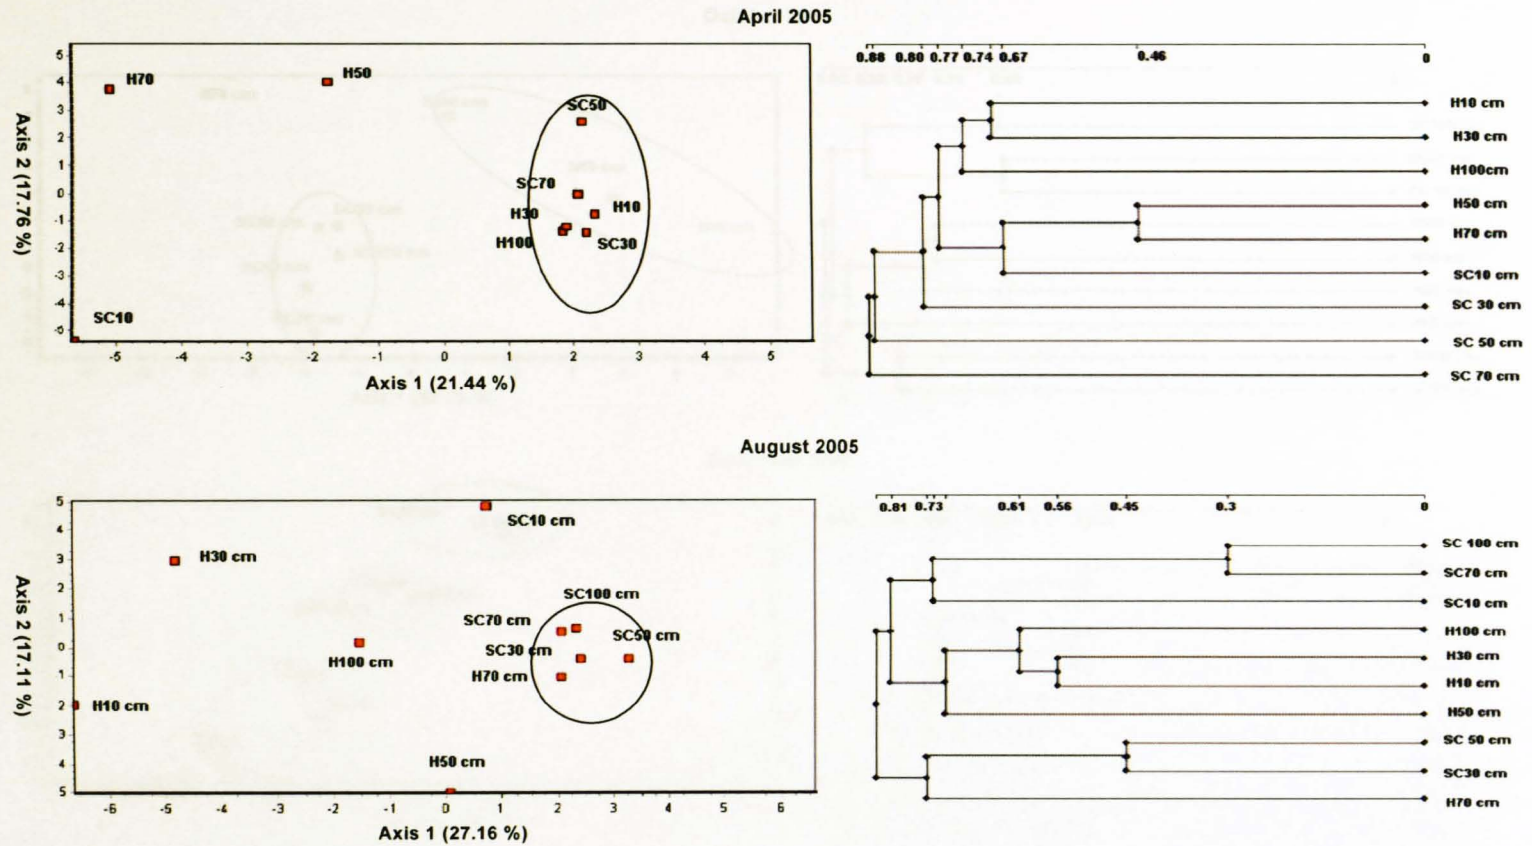 April 2005
5
4
3
2
1
0
-1
-2
-3
-4
-5
Axis 2 (17.76 %)
H70
H50
SC50
SC70
H30
H10
H100
SC30
SC10
-5 -4 -3 -2 -1 0 1 2 3 4 5
Axis 1 (21.44 %)
0.88 0.80 0.77 0.74 0.67 0.46 0
H10 cm
H30 cm
H100cm
H50 cm
H70 cm
SC10 cm
SC 30 cm
SC 50 cm
SC 70 cm
August 2005
5
4
3
2
1
0
1
2
3
4
5
Axis 2 (17.11 %)
SC10 cm
H30 cm
SC100 cm
SC70 cm
SC50 cm
SC30 cm
H100 cm
H70 cm
H10 cm
H50 cm
-6 -5 -4 -3 -2 -1 0 1 2 3 4 5 6
Axis 1 (27.16 %)
0.81 0.73 0.61 0.56 0.45 0.3 0
SC 100 cm
SC70 cm
SC10 cm
H100 cm
H30 cm
H10 cm
H50 cm
SC 50 cm
SC30 cm
H70 cm